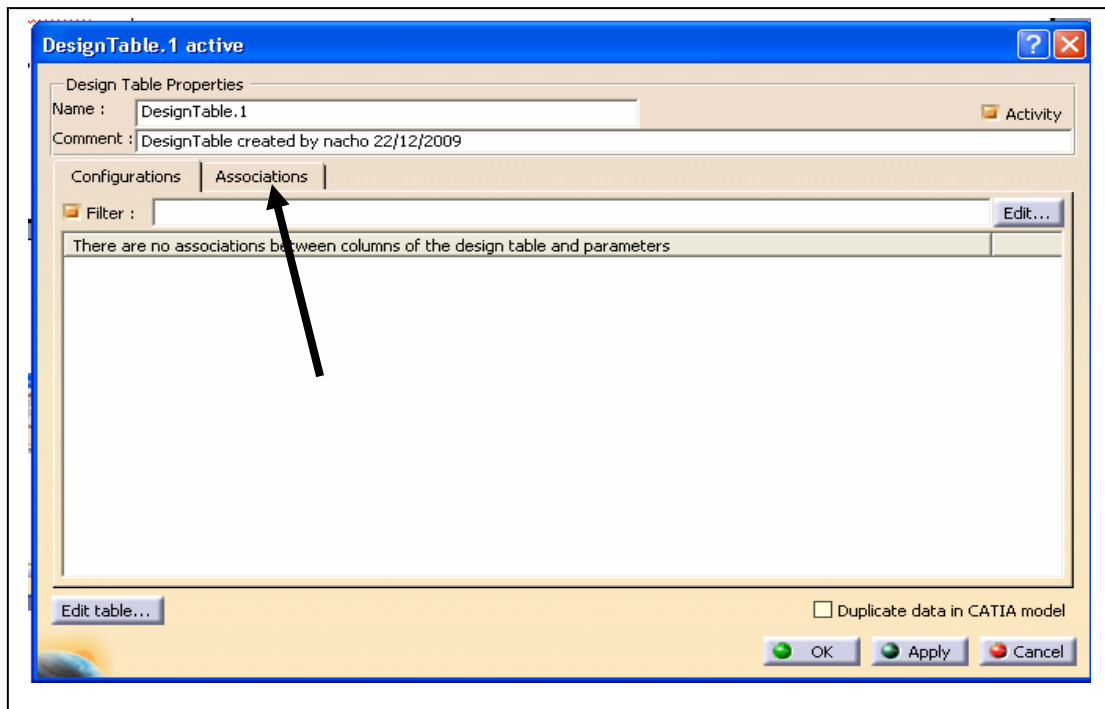 DesignTable.1 active
Design Table Properties
Name : DesignTable.1 Activity
Comment : DesignTable created by nacho 22/12/2009
Configurations Associations
Filter : Edit...
There are no associations between columns of the design table and parameters
Edit table... Duplicate data in CATIA model
OK Apply Cancel